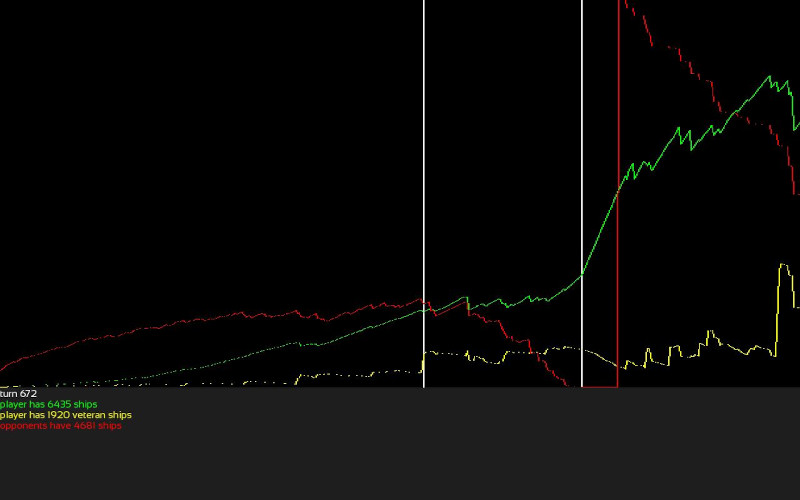 turn 672
player has 6435 ships
player has 1920 veteran ships
opponents have 4681 ships